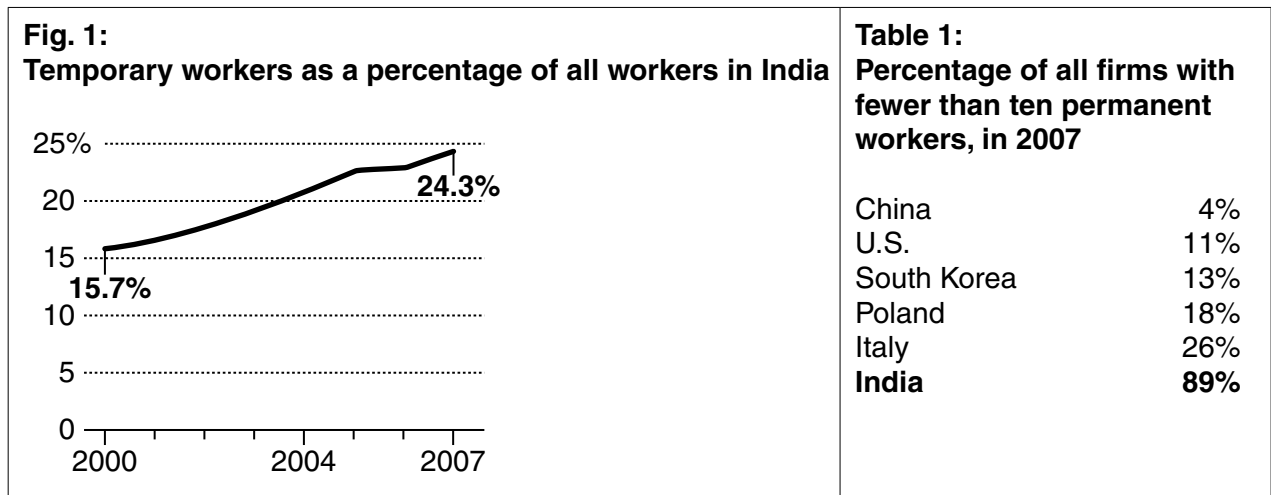 Fig. 1:
Temporary workers as a percentage of all workers in India
25%
24.3%
20
15
15.7%
10
5
0
2000 2004 2007
Table 1:
Percentage of all firms with
fewer than ten permanent
workers, in 2007
China 4%
U.S. 11%
South Korea 13%
Poland 18%
Italy 26%
India 89%